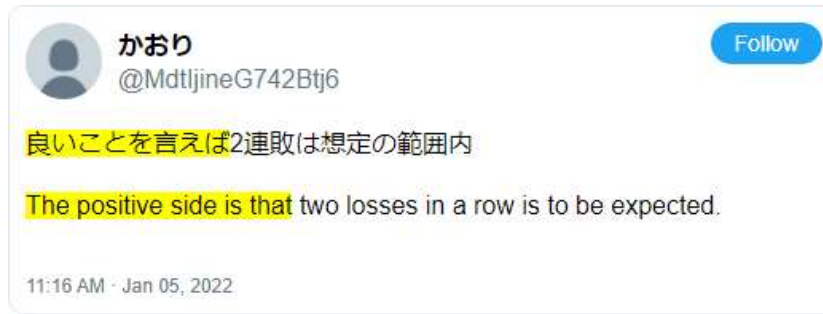 かおり
Follow
@MdtljineG742Btj6
良いことを言えば2連敗は想定の範囲内
The positive side is that two losses in a row is to be expected.
11:16 AM · Jan 05, 2022